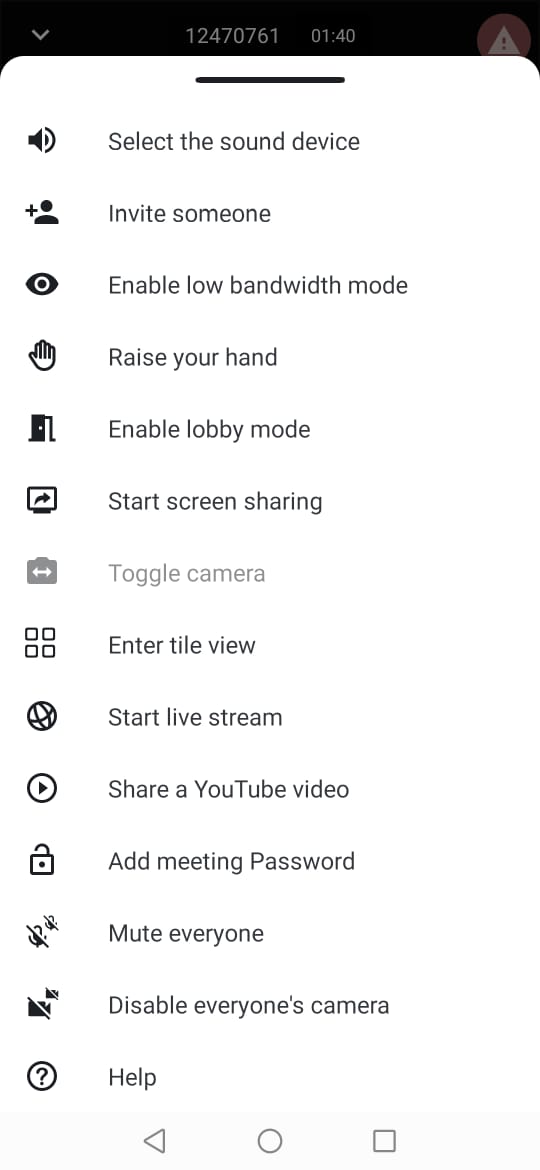 12470761 01:40
Select the sound device
Invite someone
Enable low bandwidth mode
Raise your hand
Enable lobby mode
Start screen sharing
Toggle camera
Enter tile view
Start live stream
Share a YouTube video
Add meeting Password
Mute everyone
Disable everyone's camera
Help